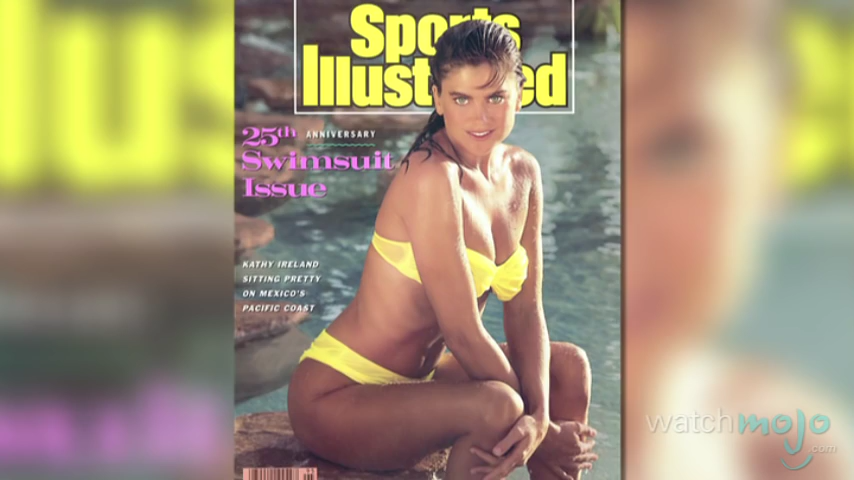 Sports
Illustrated
25th ANNIVERSARY
Swimsuit
Issue
KATHY IRELAND
SITTING PRETTY
ON MEXICO'S
PACIFIC COAST
watchmojo
.com